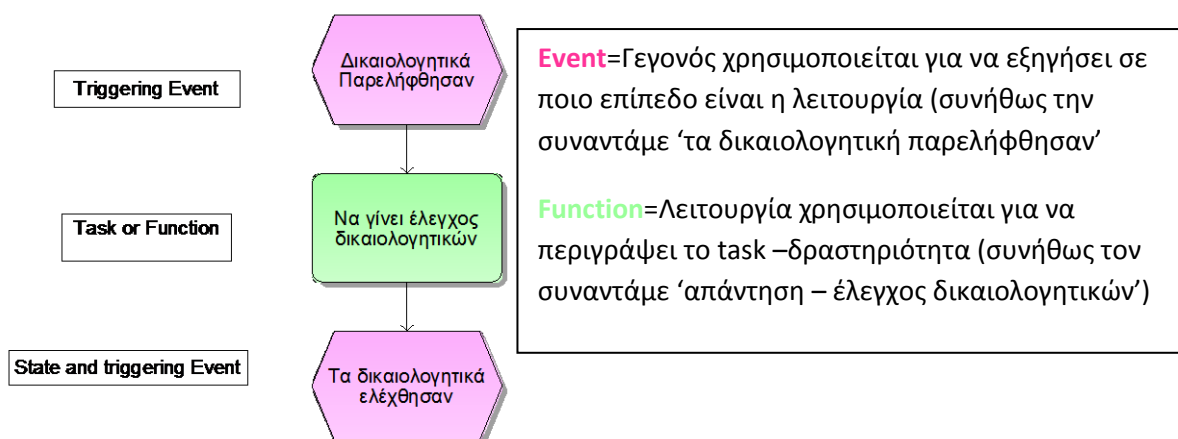 Δικαιολογητικά
Παρελήφθησαν
Triggering Event
Να γίνει έλεγχος
δικαιολογητικών
Task or Function
Τα δικαιολογητικά
ελέχθησαν
State and triggering Event
Event=Γεγονός χρησιμοποιείται για να εξηγήσει σε
ποιο επίπεδο είναι η λειτουργία (συνήθως την
συναντάμε ‘τα δικαιολογητική παρελήφθησαν’
Function=Λειτουργία χρησιμοποιείται για να
περιγράψει το task –δραστηριότητα (συνήθως τον
συναντάμε ‘απάντηση – έλεγχος δικαιολογητικών’)